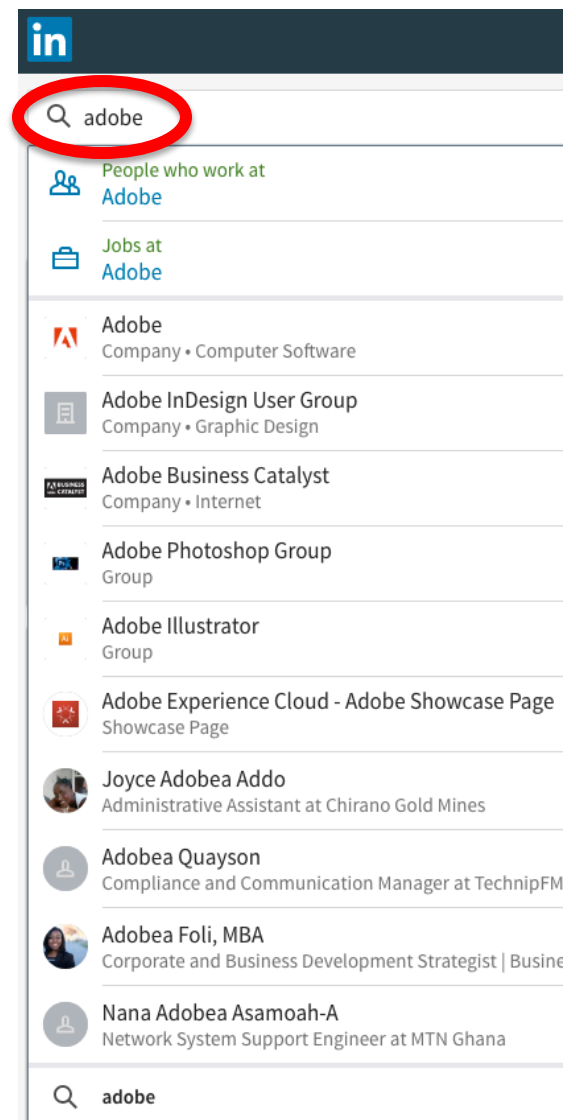 in
adobe
People who work at
Adobe
Jobs at
Adobe
Adobe
Company • Computer Software
Adobe InDesign User Group
Company • Graphic Design
BUSINESS
CATALYST
Adobe Business Catalyst
Company • Internet
Adobe Photoshop Group
Group
Ai
Adobe Illustrator
Group
Adobe Experience Cloud - Adobe Showcase Page
Showcase Page
Joyce Adobea Addo
Administrative Assistant at Chirano Gold Mines
Adobea Quayson
Compliance and Communication Manager at TechnipFM
Adobea Foli, MBA
Corporate and Business Development Strategist | Busine
Nana Adobea Asamoah-A
Network System Support Engineer at MTN Ghana
adobe